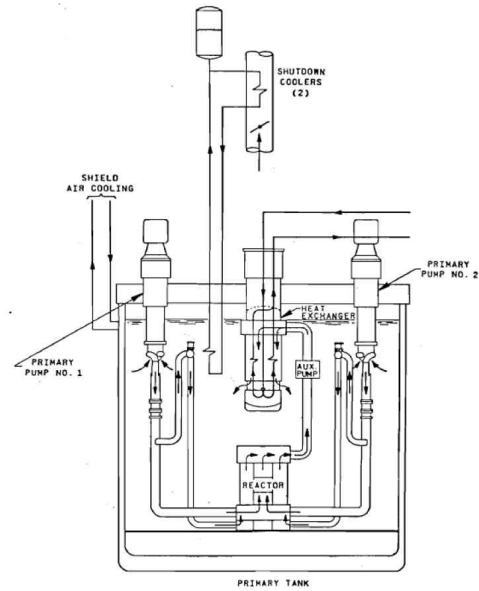 SHUTDOWN
COOLERS
(2)
SHIELD
AIR COOLING
PRIMARY
PUMP NO. 2
HEAT
EXCHANGER
PRIMARY
PUMP NO. 1
AUX.
PUMP
REACTOR
PRIMARY TANK